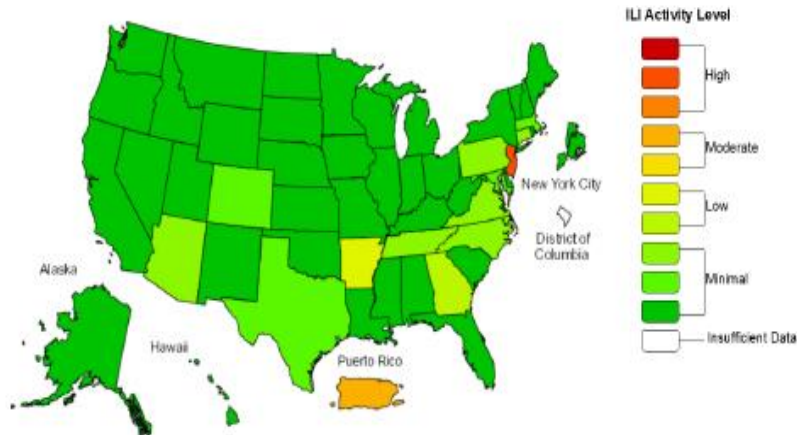 ILI Activity Level
High
Moderate
Low
Minimal
Insufficient Data
New York City
District of
Columbia
Alaska
Hawaii
Puerto Rico